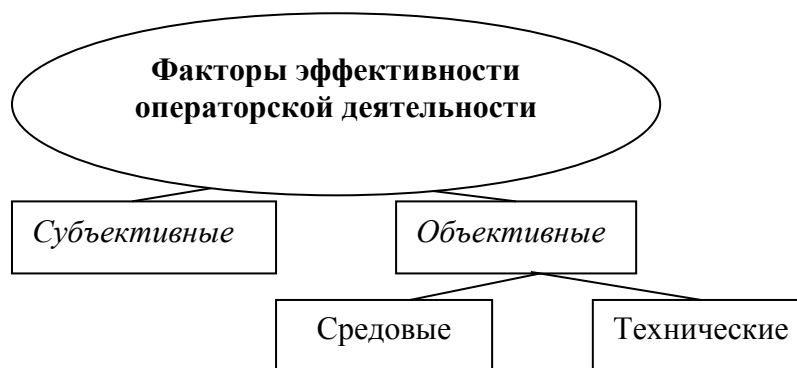 Факторы эффективности
операторской деятельности
Субъективные
Объективные
Средовые
Технические